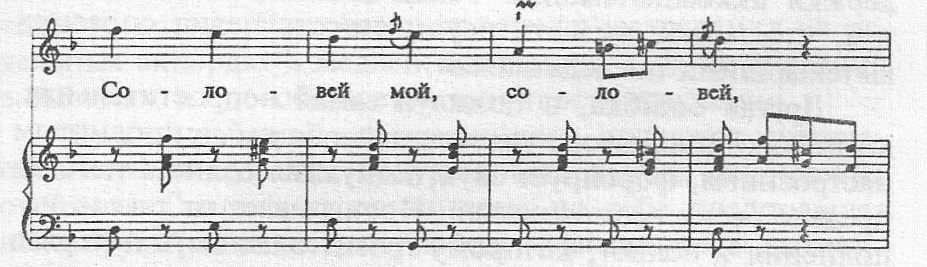 Со - ло - вей мой, со - ло - вей,